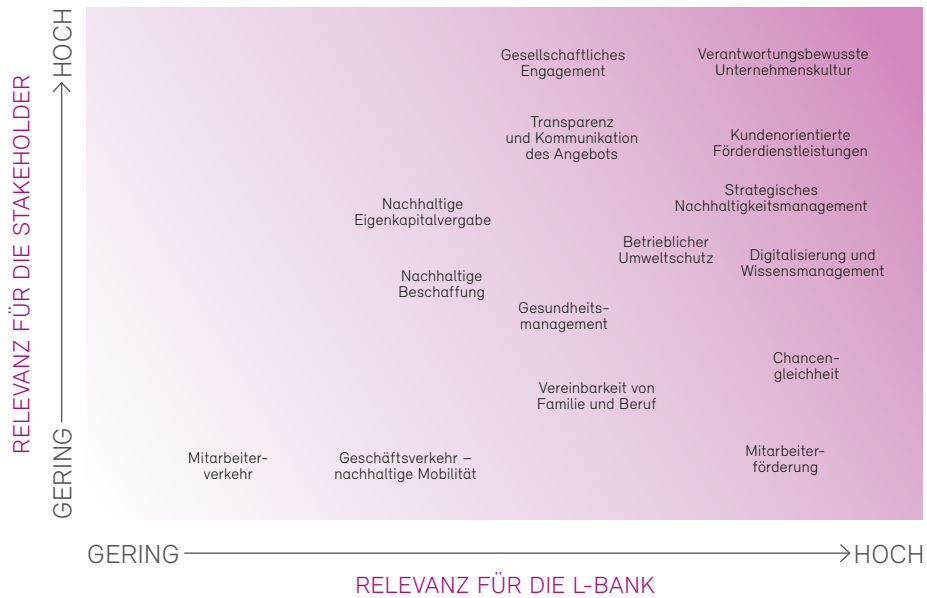 RELEVANZ FÜR DIE STAKEHOLDER
HOCH
GERING
Gesellschaftliches
Engagement
Verantwortungsbewusste
Unternehmenskultur
Transparenz
und Kommunikation
des Angebots
Kundenorientierte
Förderdienstleistungen
Strategisches
Nachhaltigkeitsmanagement
Nachhaltige
Eigenkapitalvergabe
Betrieblicher
Umweltschutz
Digitalisierung und
Wissensmanagement
Nachhaltige
Beschaffung
Gesundheits-
management
Chancen-
gleichheit
Vereinbarkeit von
Familie und Beruf
Mitarbeiter-
verkehr
Geschäftsverkehr –
nachhaltige Mobilität
Mitarbeiter-
förderung
GERING
HOCH
RELEVANZ FÜR DIE L-BANK